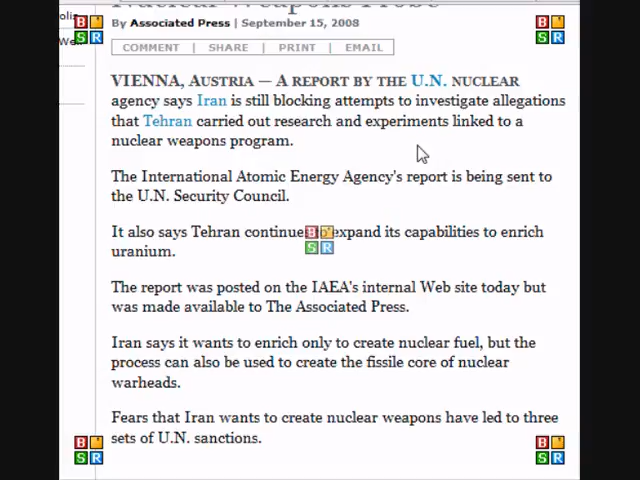 Nuclear Weapons Probe
By Associated Press | September 15, 2008
COMMENT | SHARE | PRINT | EMAIL
VIENNA, AUSTRIA — A REPORT BY THE U.N. NUCLEAR
agency says Iran is still blocking attempts to investigate allegations
that Tehran carried out research and experiments linked to a
nuclear weapons program.
The International Atomic Energy Agency's report is being sent to
the U.N. Security Council.
It also says Tehran continue expand its capabilities to enrich
uranium.
The report was posted on the IAEA's internal Web site today but
was made available to The Associated Press.
Iran says it wants to enrich only to create nuclear fuel, but the
process can also be used to create the fissile core of nuclear
warheads.
Fears that Iran wants to create nuclear weapons have led to three
sets of U.N. sanctions.